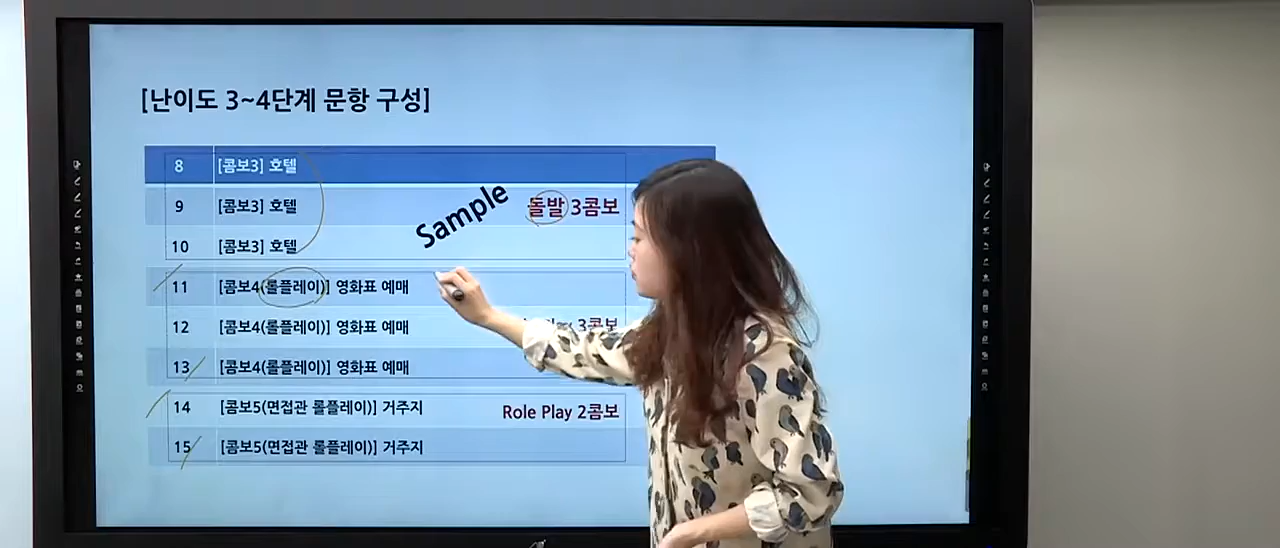 [난이도 3~4단계 문항 구성]
8 [콤보3] 호텔
9 [콤보3] 호텔 돌발 3콤보
10 [콤보3] 호텔
Sample
11 [콤보4(롤플레이)] 영화표 예매
12 [콤보4(롤플레이)] 영화표 예매 3콤보
13 [콤보4(롤플레이)] 영화표 예매
14 [콤보5(면접관 롤플레이)] 거주지 Role Play 2콤보
15 [콤보5(면접관 롤플레이)] 거주지